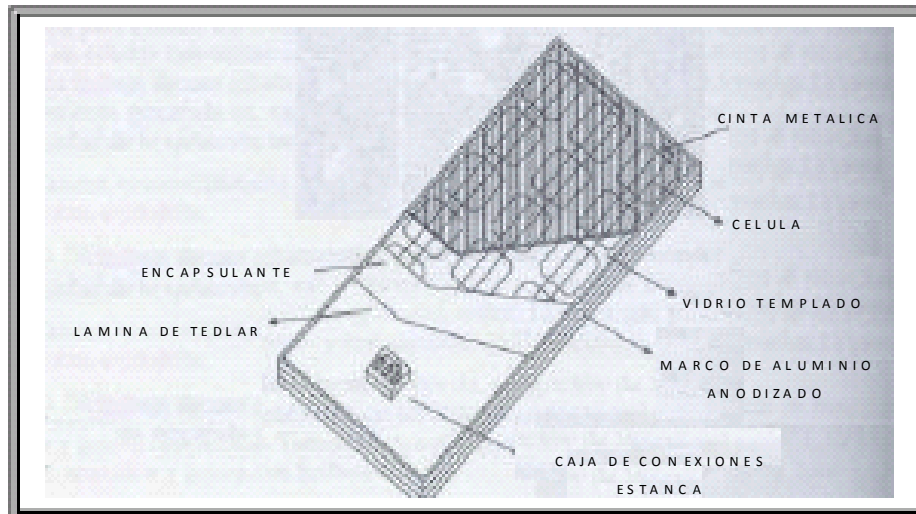 CINTA METALICA
CELULA
ENCAPSULANTE
VIDRIO TEMPLADO
LAMINA DE TEDLAR
MARCO DE ALUMINIO
ANODIZADO
CAJA DE CONEXIONES
ESTANCA